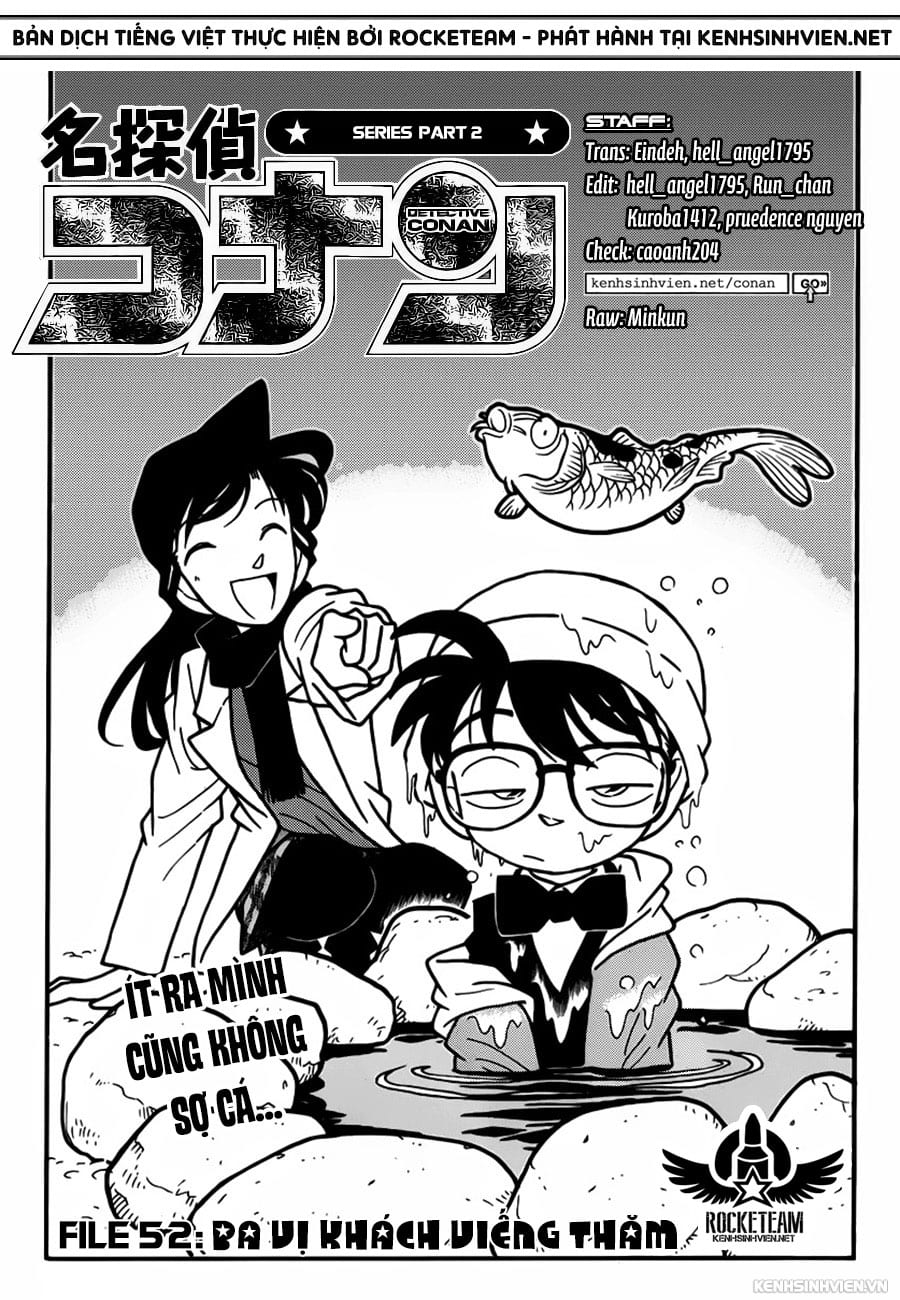 BẢN DỊCH TIẾNG VIỆT THỰC HIỆN BỞI ROCKETEAM - PHÁT HÀNH TẠI KENHSINHVIEN.NET
名探偵
コナン
DETECTIVE
CONAN
★ SERIES PART 2 ★
STAFF:
Trans: Eindeh, hell_angel1795
Edit: hell_angel1795, Run_chan
Kuroba1412, pruedence nguyen
Check: caoanh204
kenhsinhvien.net/conan GO»
Raw: Minkun
ÍT RA MÌNH
CŨNG KHÔNG
SỢ CÁ...
FILE 52: BA VỊ KHÁCH VIẾNG THĂM
ROCKETEAM
KENHSINHVIEN.NET
KENHSINHVIEN.VN